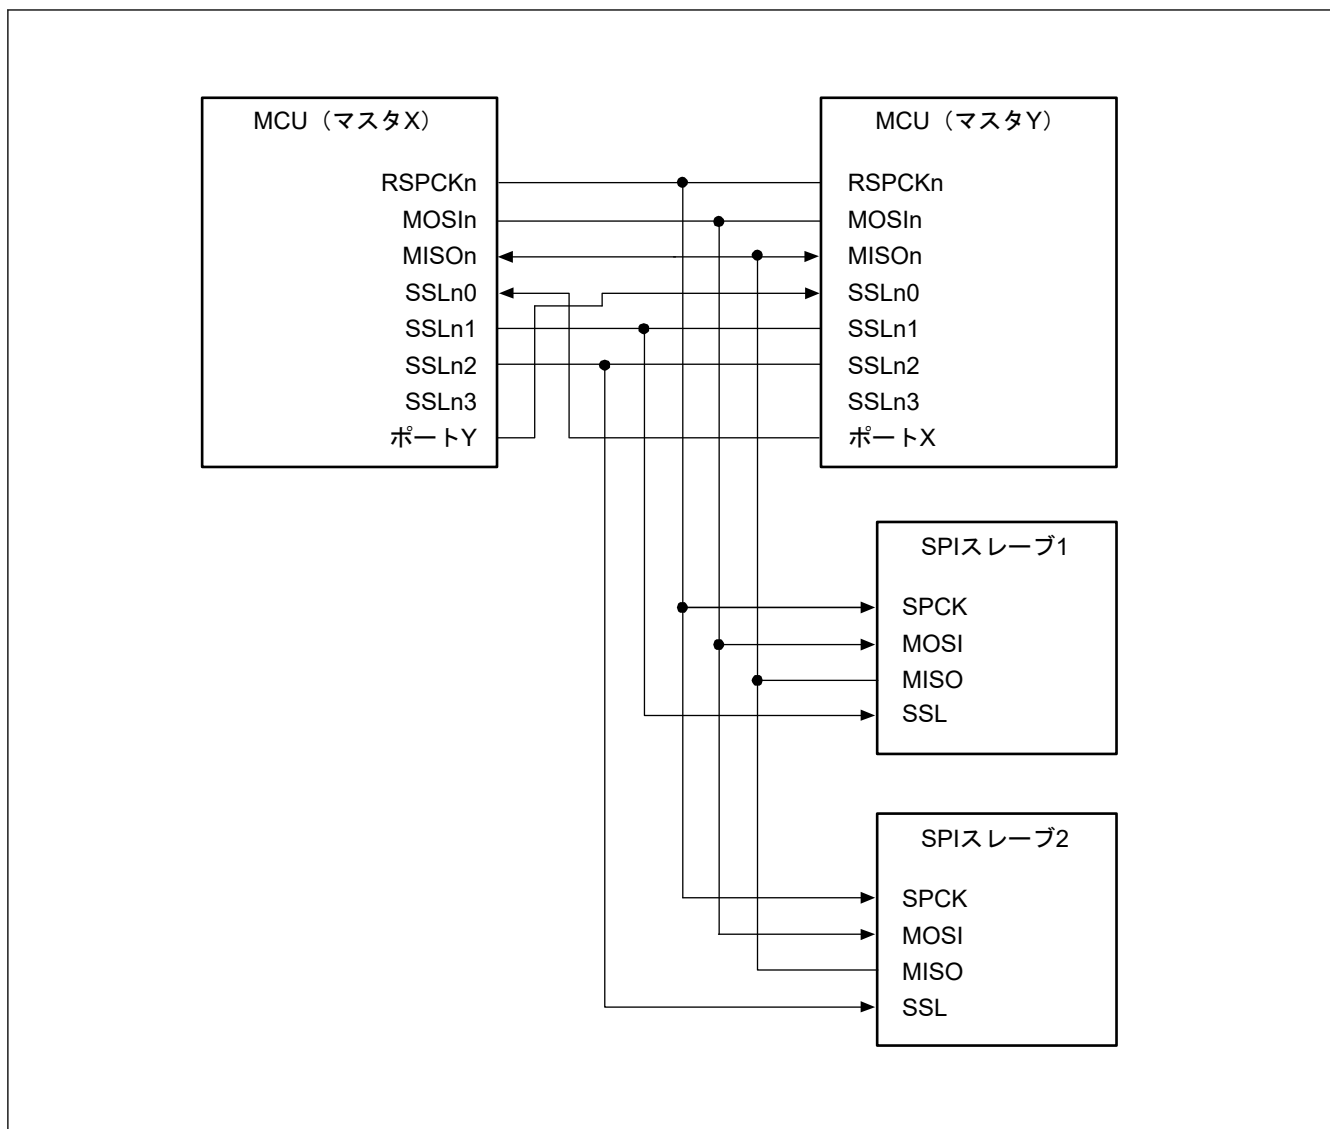 MCU（マスタX）
RSPCKn
MOSIn
MISOn
SSLn0
SSLn1
SSLn2
SSLn3
ポートY
MCU（マスタY）
RSPCKn
MOSIn
MISOn
SSLn0
SSLn1
SSLn2
SSLn3
ポートX
SPIスレーブ1
SPCK
MOSI
MISO
SSL
SPIスレーブ2
SPCK
MOSI
MISO
SSL